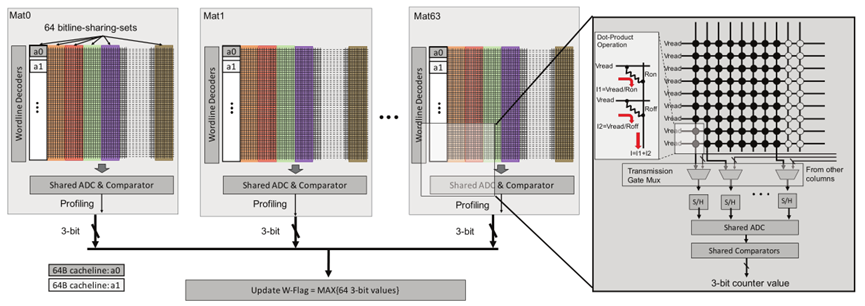 Mat0
Mat1
Mat63
64 bitline-sharing-sets
Wordline Decoders
a0
a1
Wordline Decoders
a0
a1
Wordline Decoders
a0
a1
Shared ADC & Comparator
Shared ADC & Comparator
Shared ADC & Comparator
Profiling
Profiling
Profiling
3-bit
3-bit
3-bit
64B cacheline: a0
64B cacheline: a1
Update W-Flag = MAX{64 3-bit values}
Dot-Product
Operation
Vread
Ron
I1=Vread/Ron
Vread
Roff
I2=Vread/Roff
I=I1+I2
Vread
Vread
Vread
Vread
Vread
Vread
Vread
Vread
Transmission
Gate Mux
From other
columns
S/H
S/H
S/H
Shared ADC
Shared Comparators
3-bit counter value